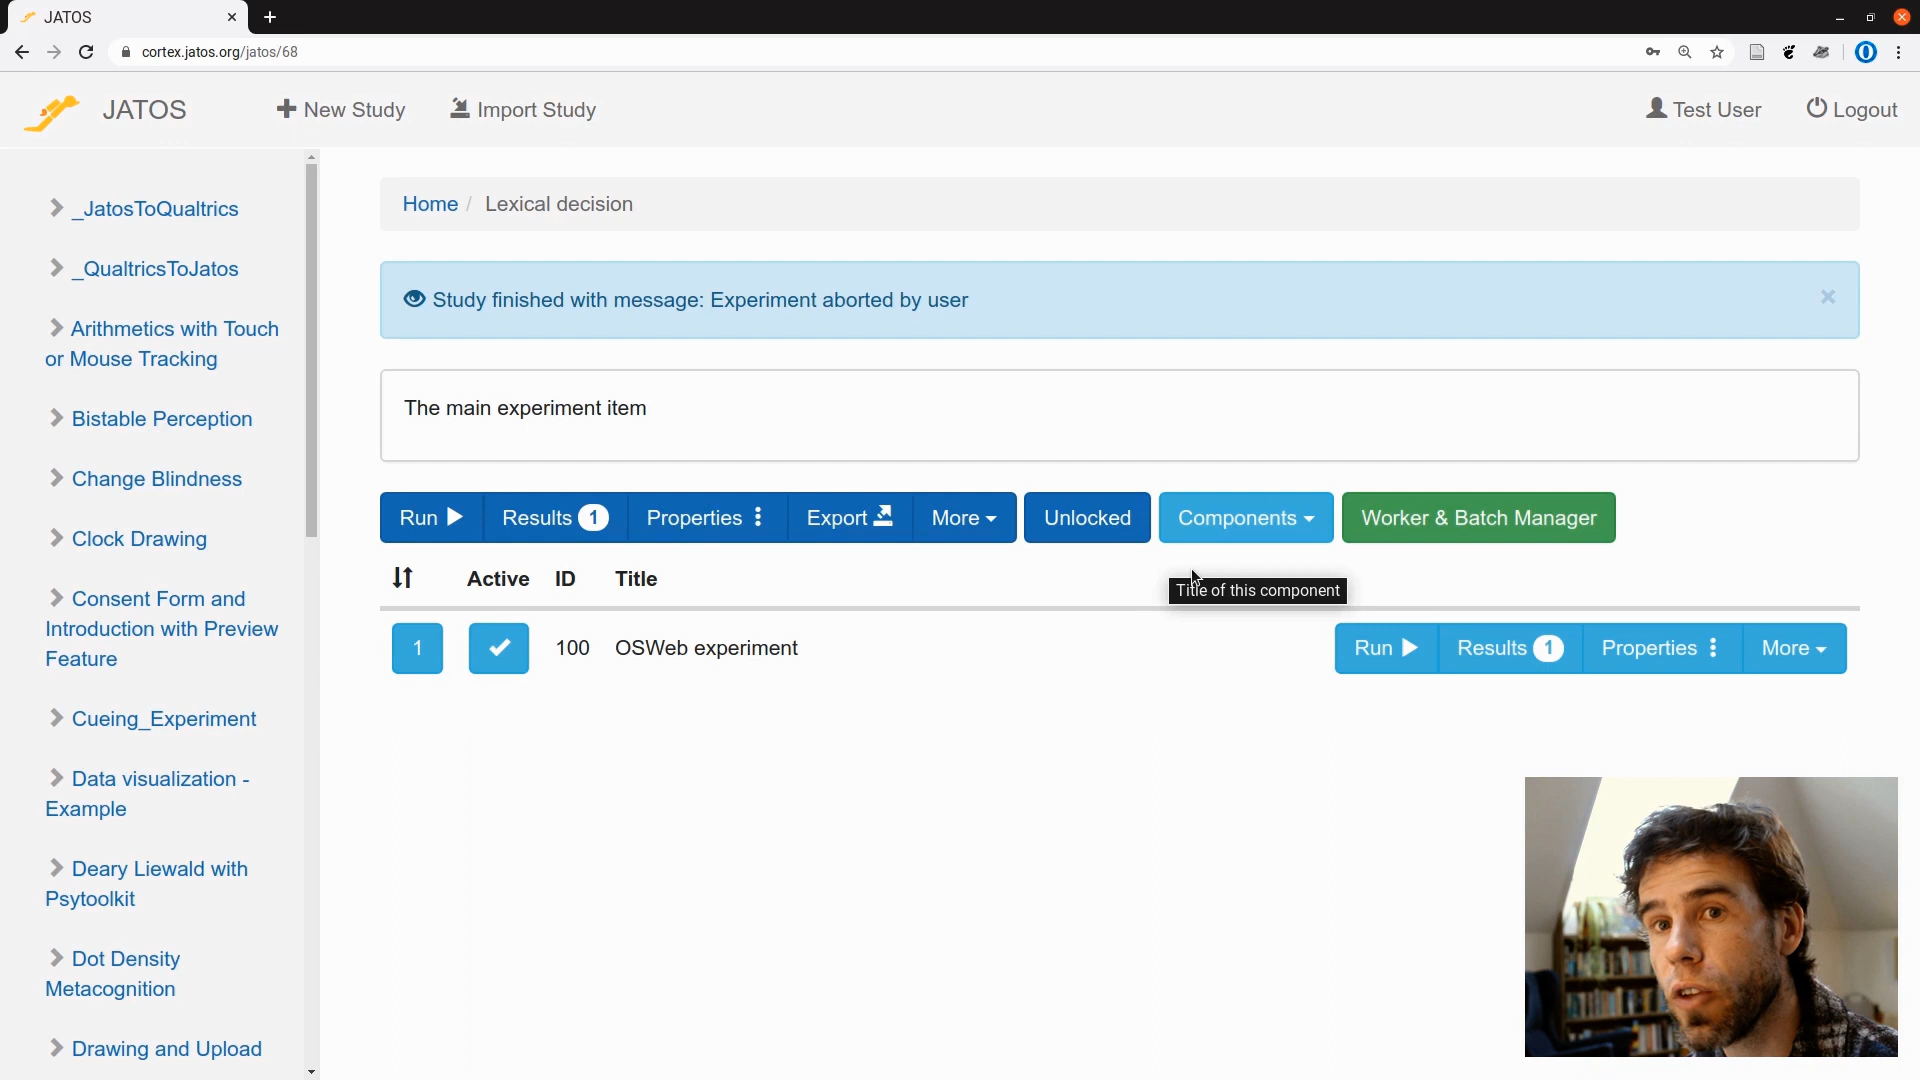 JATOS
cortex.jatos.org/jatos/68
JATOS
New Study
Import Study
Test User
Logout
_JatosToQualtrics
_QualtricsToJatos
Arithmetics with Touch
or Mouse Tracking
Bistable Perception
Change Blindness
Clock Drawing
Consent Form and
Introduction with Preview
Feature
Cueing_Experiment
Data visualization -
Example
Deary Liewald with
Psytoolkit
Dot Density
Metacognition
Drawing and Upload
Home / Lexical decision
Study finished with message: Experiment aborted by user
The main experiment item
Run Results 1 Properties Export More Unlocked Components Worker & Batch Manager
Active ID Title
Title of this component
1 100 OSWeb experiment Run Results 1 Properties More